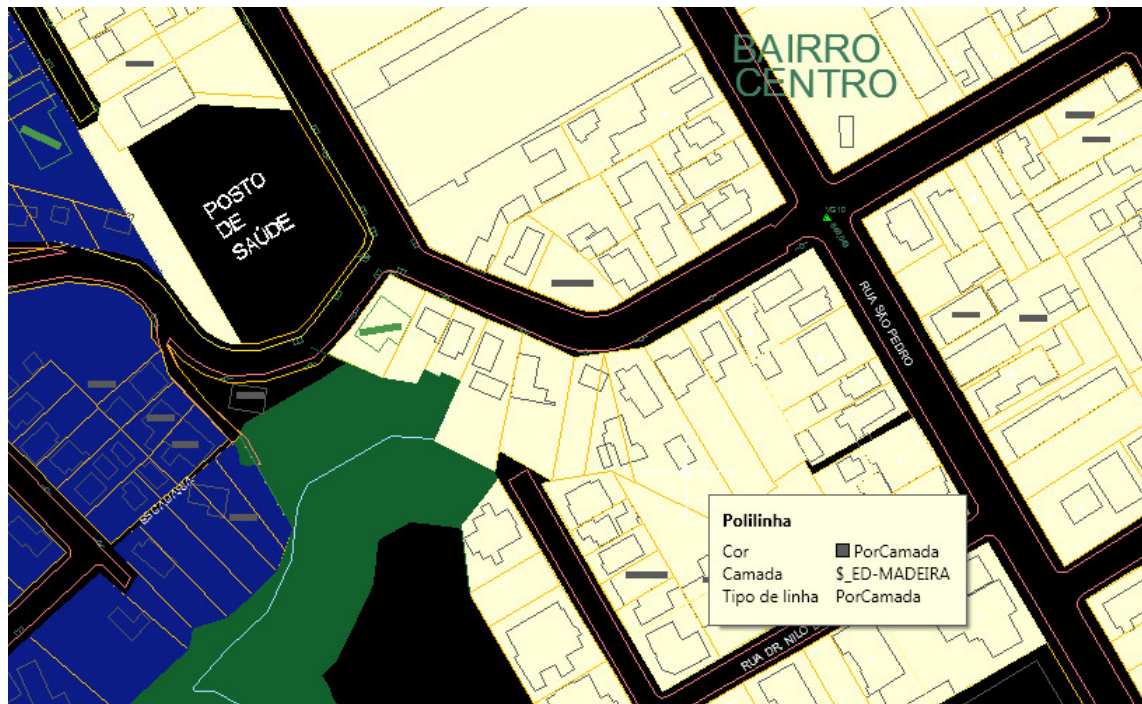 BAIRRO
CENTRO
POSTO
DE
SAÚDE
VG10
RUA SÃO PEDRO
ESCADARIA
Polilinha
Cor PorCamada
Camada $_ED-MADEIRA
Tipo de linha PorCamada
RUA DR. NILO